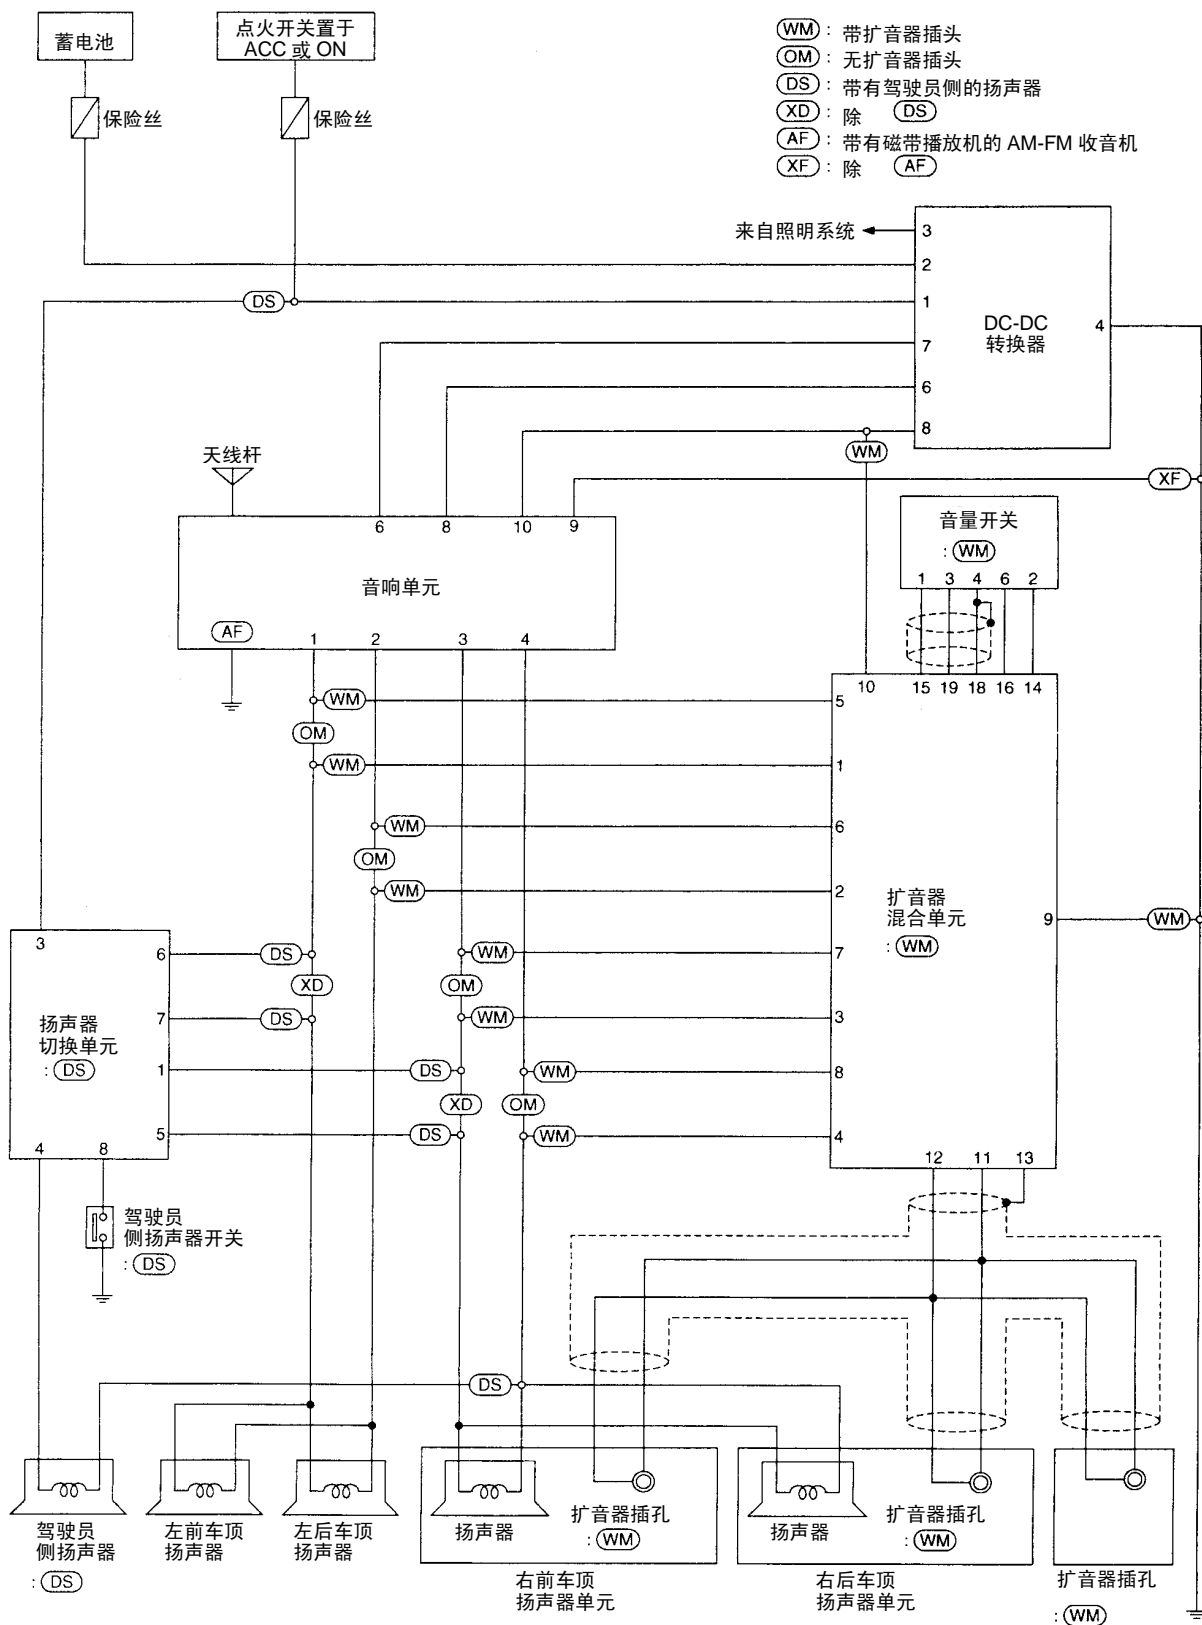 蓄电池
点火开关置于
ACC 或 ON
保险丝
保险丝
WM : 带扩音器插头
OM : 无扩音器插头
DS : 带有驾驶员侧的扬声器
XD : 除 DS
AF : 带有磁带播放机的 AM-FM 收音机
XF : 除 AF
来自照明系统
3
2
DS
1
DC-DC
转换器
4
7
6
8
WM
天线杆
XF
6
8
10
9
音响单元
AF
1
2
3
4
音量开关
: WM
1 3 4 6 2
10 15 19 18 16 14
WM
5
OM
WM
1
WM
6
OM
WM
2
扩音器
混合单元
: WM
9
WM
3
6
DS
WM
7
XD
OM
扬声器
切换单元
: DS
7
DS
WM
3
1
DS
WM
8
XD
OM
5
DS
WM
4
4
8
12 11 13
驾驶员
侧扬声器开关
: DS
DS
驾驶员
侧扬声器
: DS
左前车顶
扬声器
左后车顶
扬声器
扬声器
扩音器插孔
: WM
右前车顶
扬声器单元
扬声器
扩音器插孔
: WM
右后车顶
扬声器单元
扩音器插孔
: WM